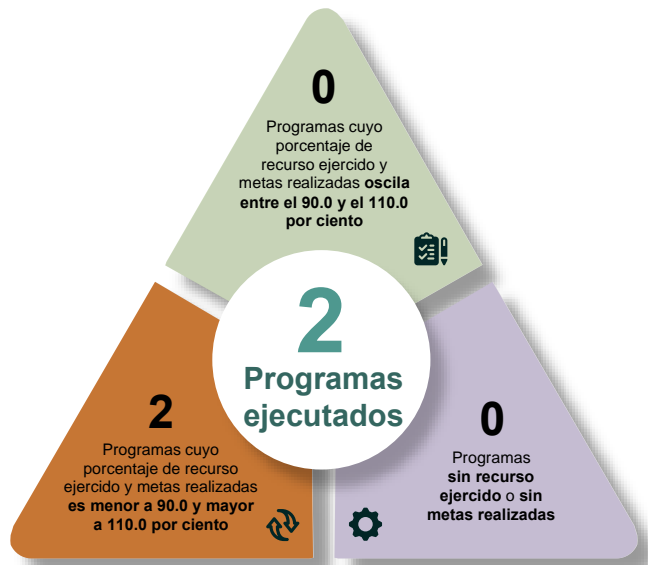 0
Programas cuyo
porcentaje de
recurso ejercido y
metas realizadas oscila
entre el 90.0 y el 110.0
por ciento
2
Programas
ejecutados
2
Programas cuyo
porcentaje de recurso
ejercido y metas realizadas
es menor a 90.0 y mayor
a 110.0 por ciento
0
Programas
sin recurso
ejercido o sin
metas realizadas